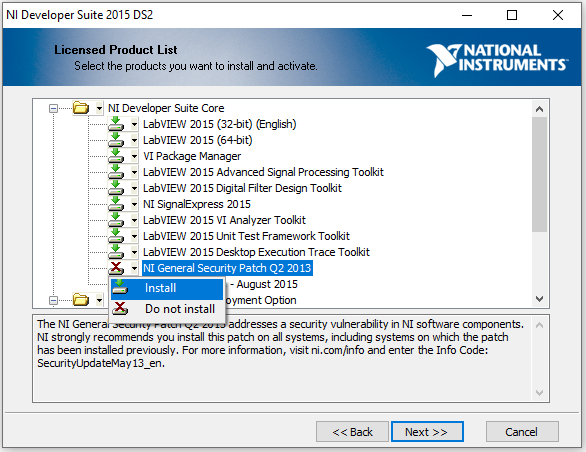 NI Developer Suite 2015 DS2
Licensed Product List
Select the products you want to install and activate.
NATIONAL
INSTRUMENTS
NI Developer Suite Core
LabVIEW 2015 (32-bit) (English)
LabVIEW 2015 (64-bit)
VI Package Manager
LabVIEW 2015 Advanced Signal Processing Toolkit
LabVIEW 2015 Digital Filter Design Toolkit
NI SignalExpress 2015
LabVIEW 2015 VI Analyzer Toolkit
LabVIEW 2015 Unit Test Framework Toolkit
LabVIEW 2015 Desktop Execution Trace Toolkit
NI General Security Patch Q2 2013
Install
- August 2015
Do not install
Option
The NI General Security Patch Q2 2013 addresses a security vulnerability in NI software components.
NI strongly recommends you install this patch on all systems, including systems on which the patch
has been installed previously. For more information, visit ni.com/info and enter the Info Code:
SecurityUpdateMay13_en.
<< Back
Next >>
Cancel